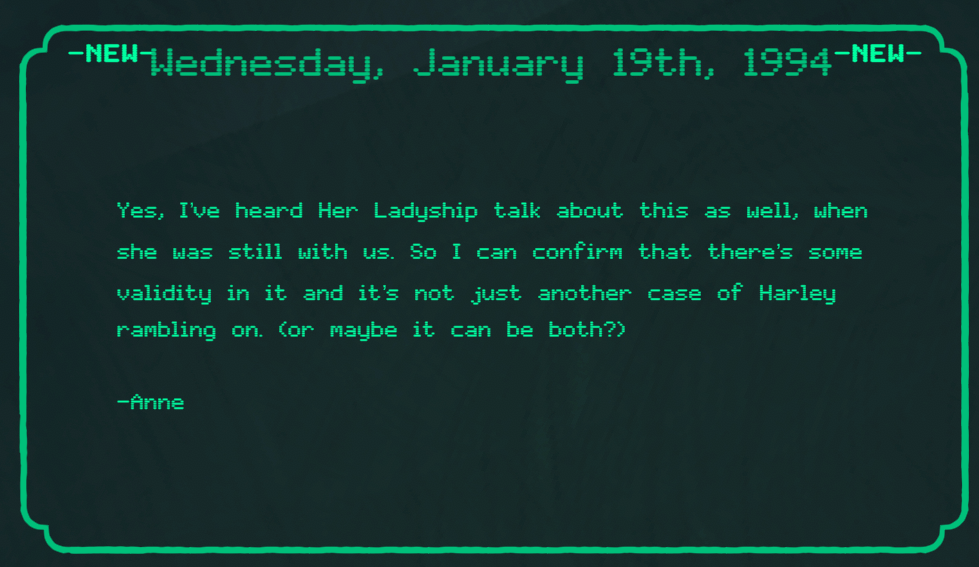 -NEW- Wednesday, January 19th, 1994 -NEW-
Yes, I've heard Her Ladyship talk about this as well, when
she was still with us. So I can confirm that there's some
validity in it and it's not just another case of Harley
rambling on. (or maybe it can be both?)
-Anne